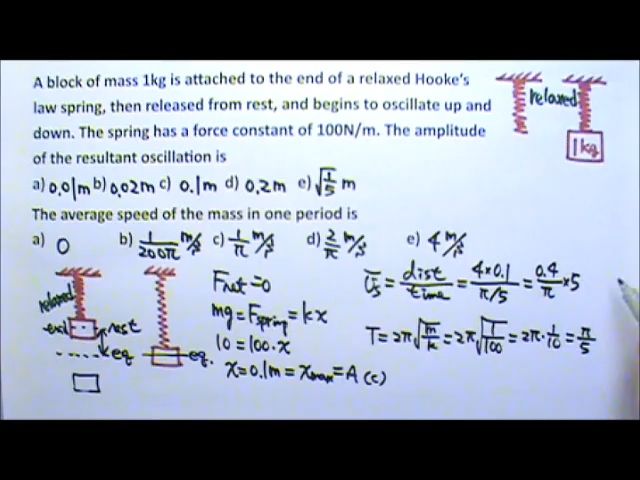 A block of mass 1kg is attached to the end of a relaxed Hooke's
law spring, then released from rest, and begins to oscillate up and
down. The spring has a force constant of 100N/m. The amplitude
of the resultant oscillation is
a) 0.01m b) 0.02m c) 0.1m d) 0.2m e) √(1/5) m
The average speed of the mass in one period is
a) 0 b) 1/200π m/s c) 1/π m/s d) 2/π m/s e) 4 m/s
relaxed
1kg
relaxed
end
rest
eq
eq.
Fnet=0
mg=Fspring=kx
10=100·x
x=0.1m=xmax=A (c)
v̄s=dist/time=4×0.1/π/5=0.4/π×5
T=2π√(m/k)=2π√(1/100)=2π·1/10=π/5